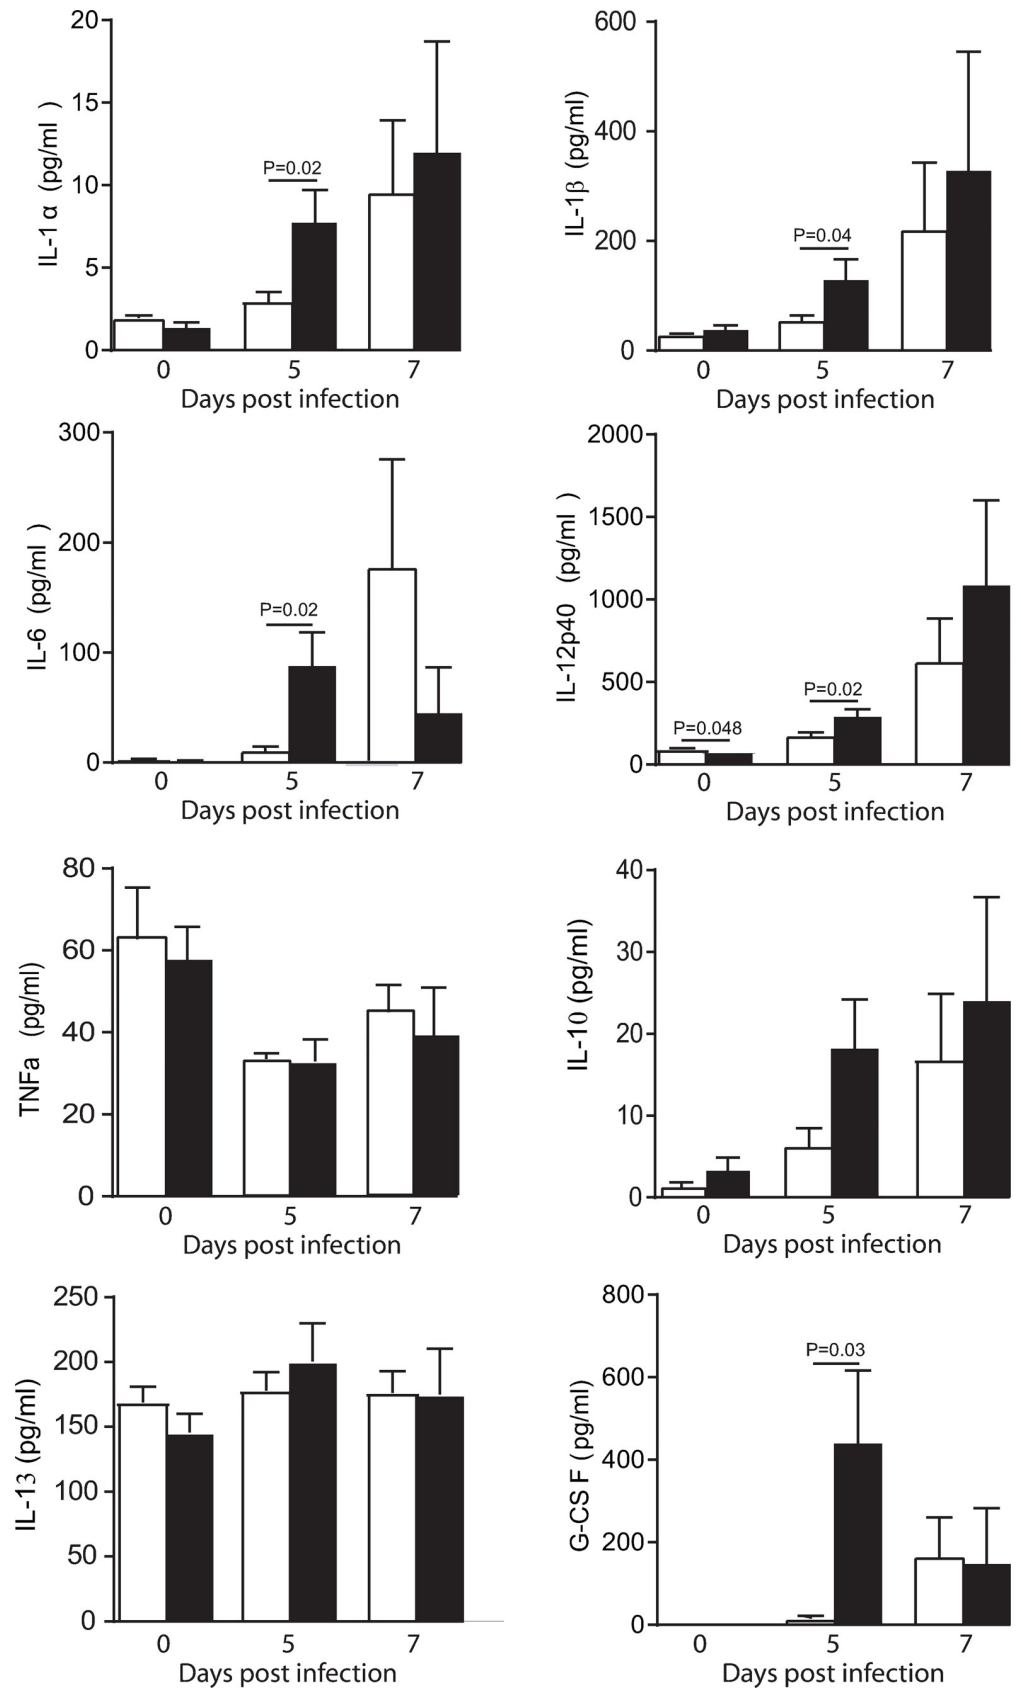 20
15
10
5
0
IL-1 α (pg/ml )
P=0.02
0 5 7
Days post infection
600
400
200
0
IL-1β (pg/ml)
P=0.04
0 5 7
Days post infection
300
200
100
0
IL-6 (pg/ml )
P=0.02
0 5 7
Days post infection
2000
1500
1000
500
0
IL-12p40 (pg/ml )
P=0.048
P=0.02
0 5 7
Days post infection
80
60
40
20
0
TNFa (pg/ml)
0 5 7
Days post infection
40
30
20
10
0
IL-10 (pg/ml)
0 5 7
Days post infection
250
200
150
100
50
0
IL-13 (pg/ml)
0 5 7
Days post infection
800
600
400
200
0
G-CS F (pg/ml)
P=0.03
0 5 7
Days post infection